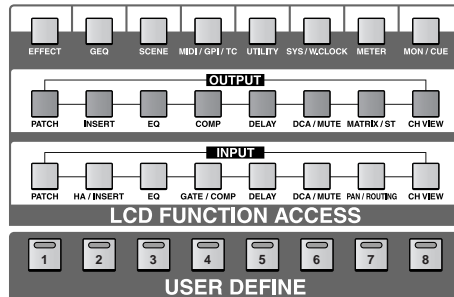 EFFECT GEQ SCENE MIDI / GPI / TC UTILITY SYS / W.CLOCK METER MON / CUE
OUTPUT
PATCH INSERT EQ COMP DELAY DCA / MUTE MATRIX / ST CH VIEW
INPUT
PATCH HA / INSERT EQ GATE / COMP DELAY DCA / MUTE PAN / ROUTING CH VIEW
LCD FUNCTION ACCESS
1 2 3 4 5 6 7 8
USER DEFINE